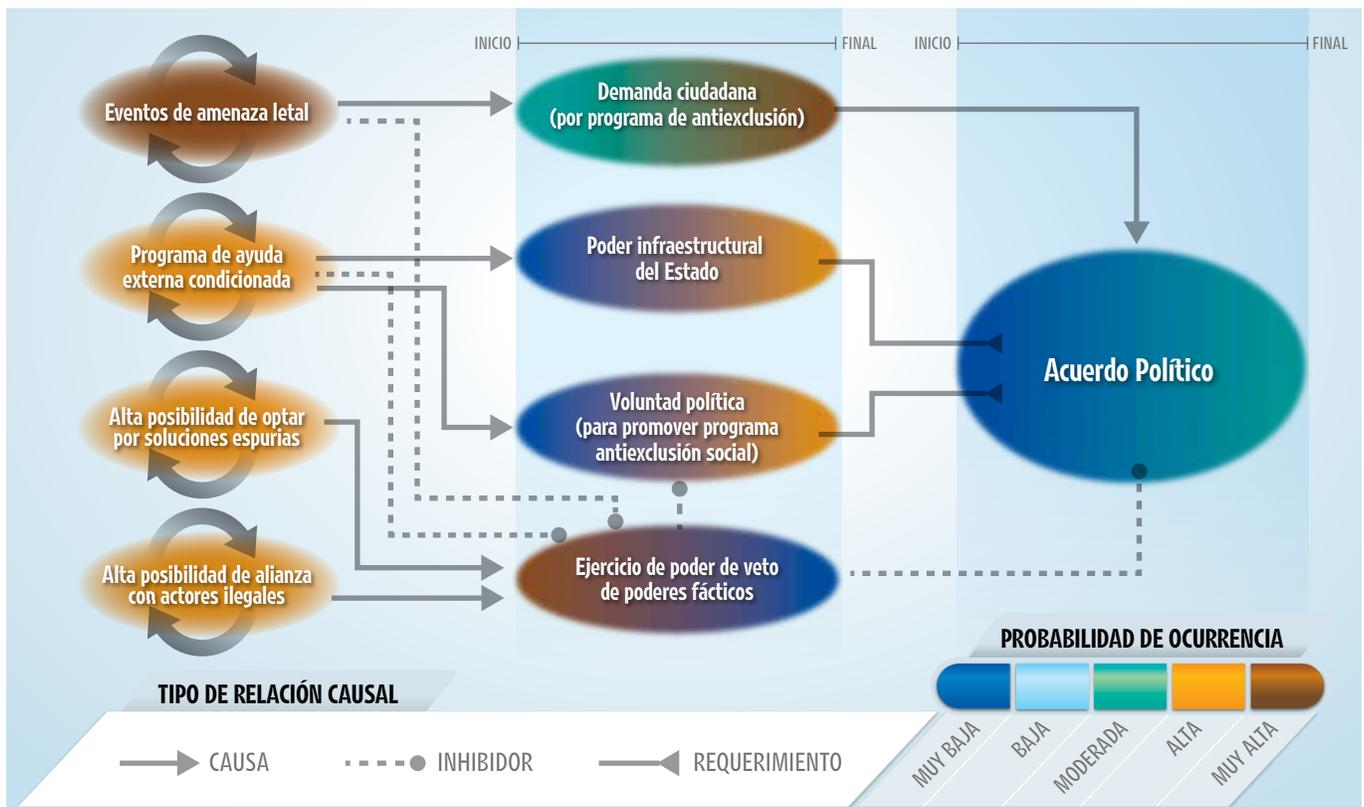 INICIO
FINAL
INICIO
FINAL
Eventos de amenaza letal
Demanda ciudadana
(por programa de antiexclusión)
Programa de ayuda
externa condicionada
Poder infraestructural
del Estado
Alta posibilidad de optar
por soluciones espurias
Voluntad política
(para promover programa
antiexclusión social)
Acuerdo Político
Alta posibilidad de alianza
con actores ilegales
Ejercicio de poder de veto
de poderes fácticos
TIPO DE RELACIÓN CAUSAL
CAUSA
INHIBIDOR
REQUERIMIENTO
PROBABILIDAD DE OCURRENCIA
MUY BAJA
BAJA
MODERADA
ALTA
MUY ALTA